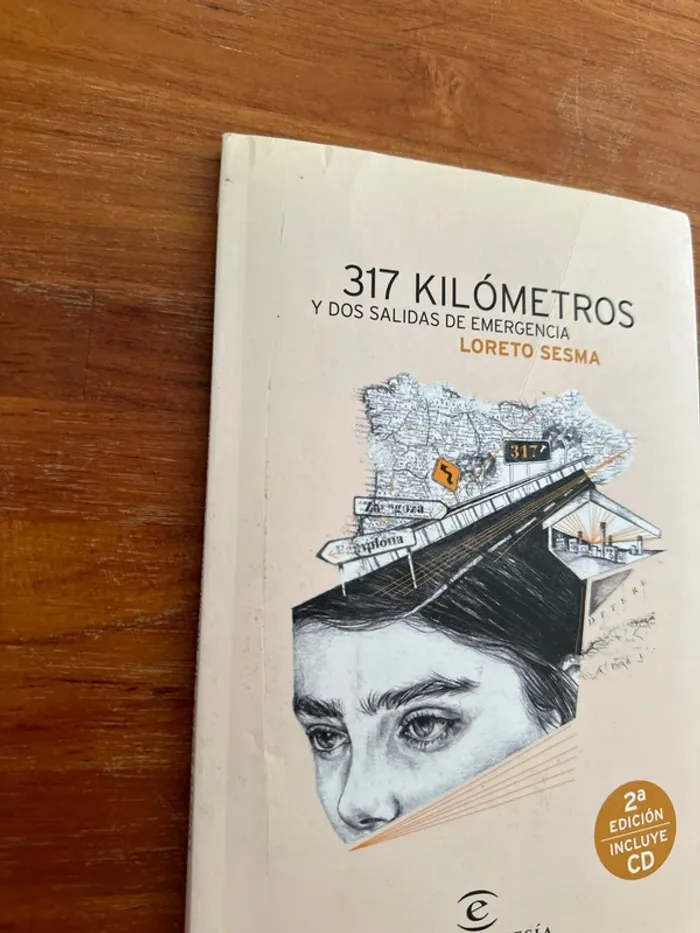 317 KILÓMETROS
Y DOS SALIDAS DE EMERGENCIA
LORETO SESMA
317
Zaragoza
Pamplona
2ª
EDICIÓN
INCLUYE
CD
e